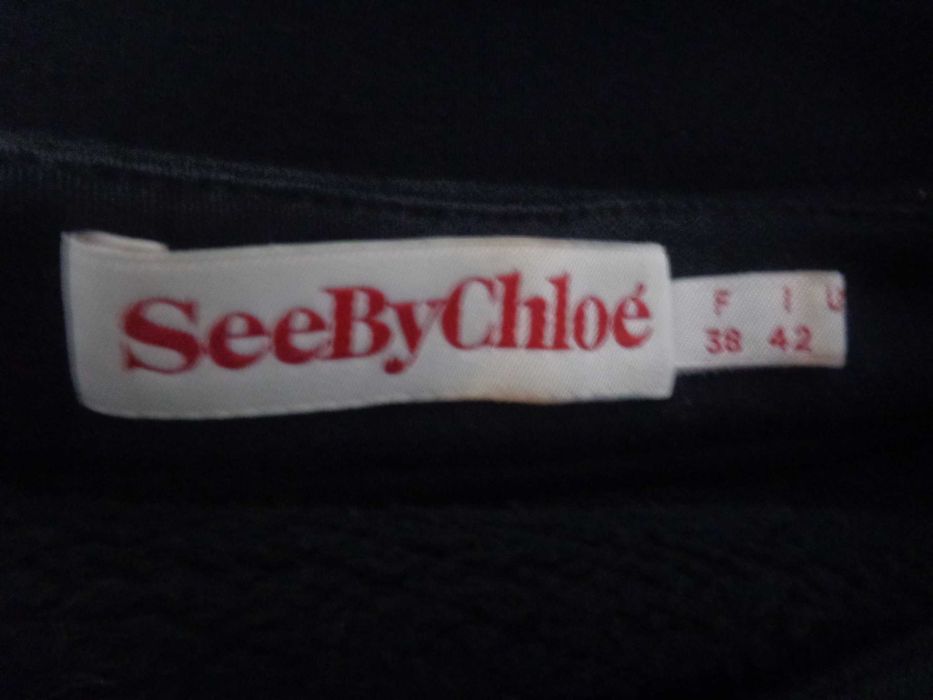 SeeByChloé
F I U
38 42